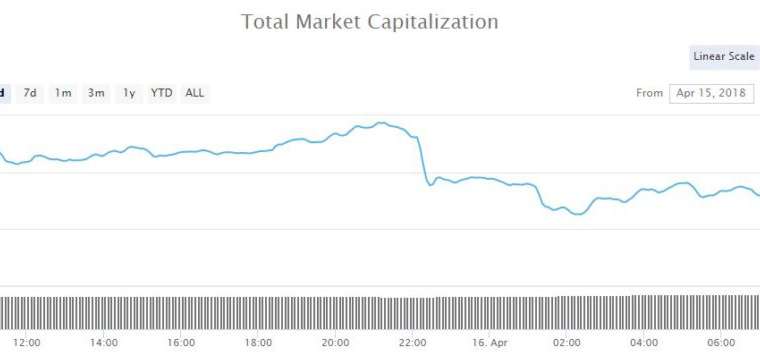 Total Market Capitalization
Linear Scale
d 7d 1m 3m 1y YTD ALL From Apr 15, 2018
12:00 14:00 16:00 18:00 20:00 22:00 16. Apr 02:00 04:00 06:00